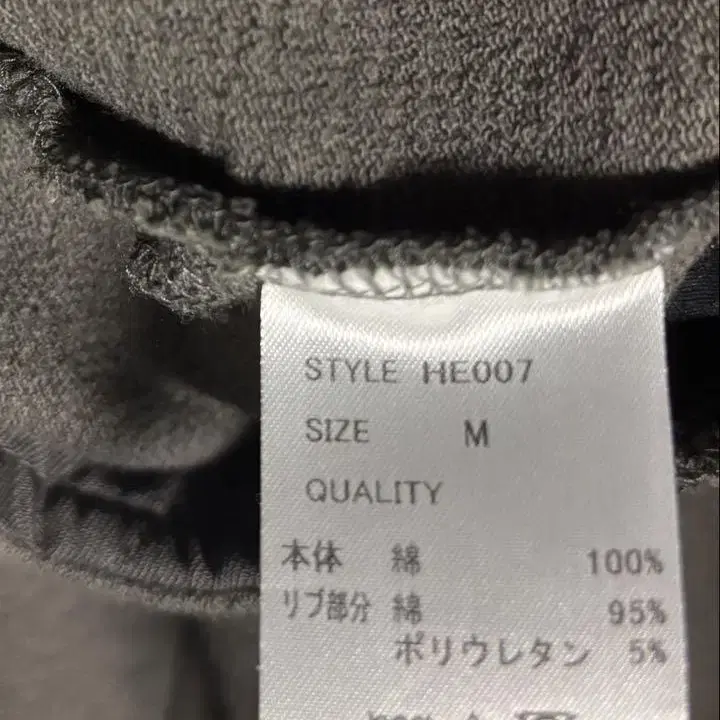 STYLE HE007
SIZE M
QUALITY
本体 綿 100%
リブ部分 綿 95%
ポリウレタン 5%